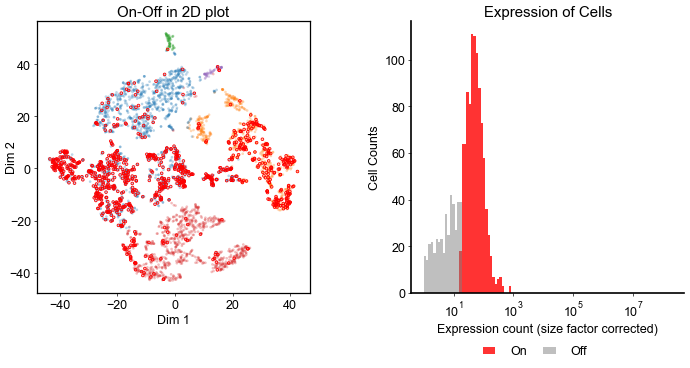 On-Off in 2D plot
40
20
0
−20
−40
Dim 2
−40
−20
0
20
40
Dim 1
Expression of Cells
100
80
60
40
20
0
Cell Counts
10^1
10^3
10^5
10^7
Expression count (size factor corrected)
On
Off